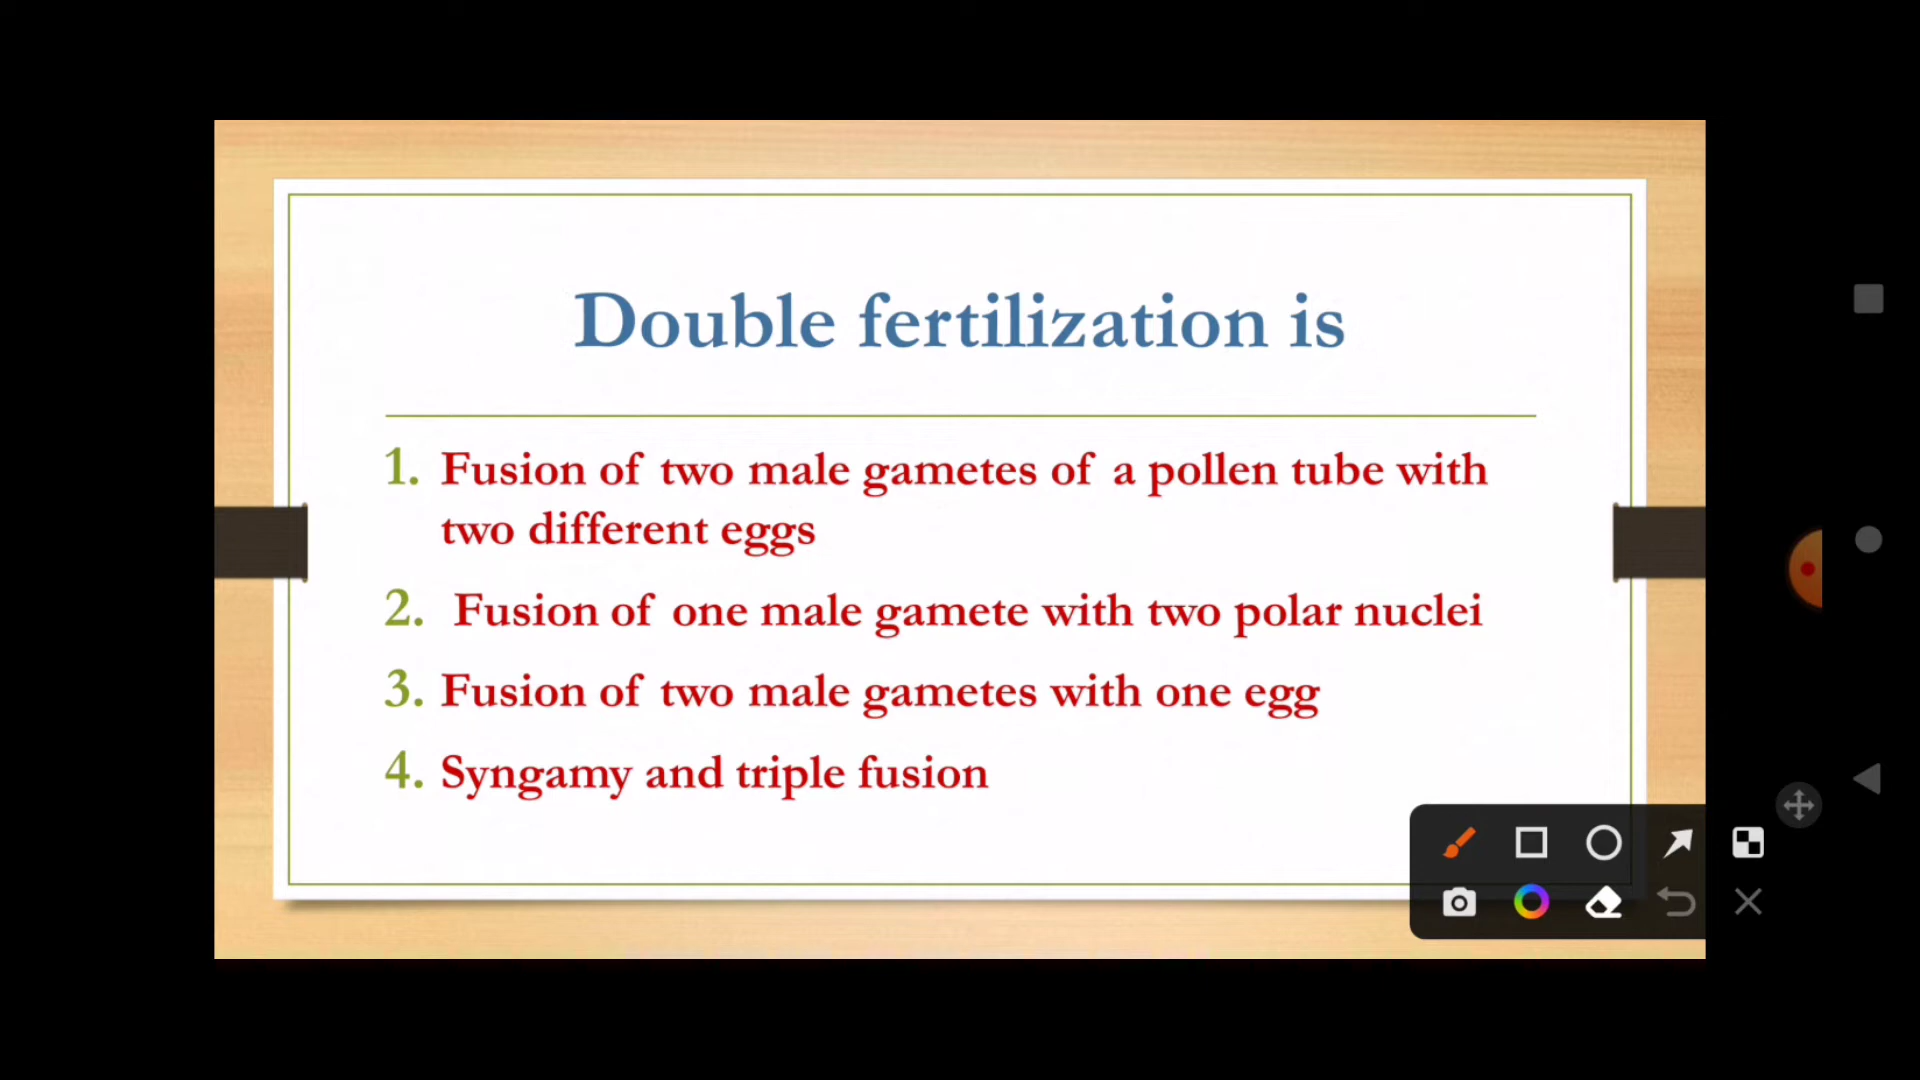 Double fertilization is
1. Fusion of two male gametes of a pollen tube with
two different eggs
2. Fusion of one male gamete with two polar nuclei
3. Fusion of two male gametes with one egg
4. Syngamy and triple fusion